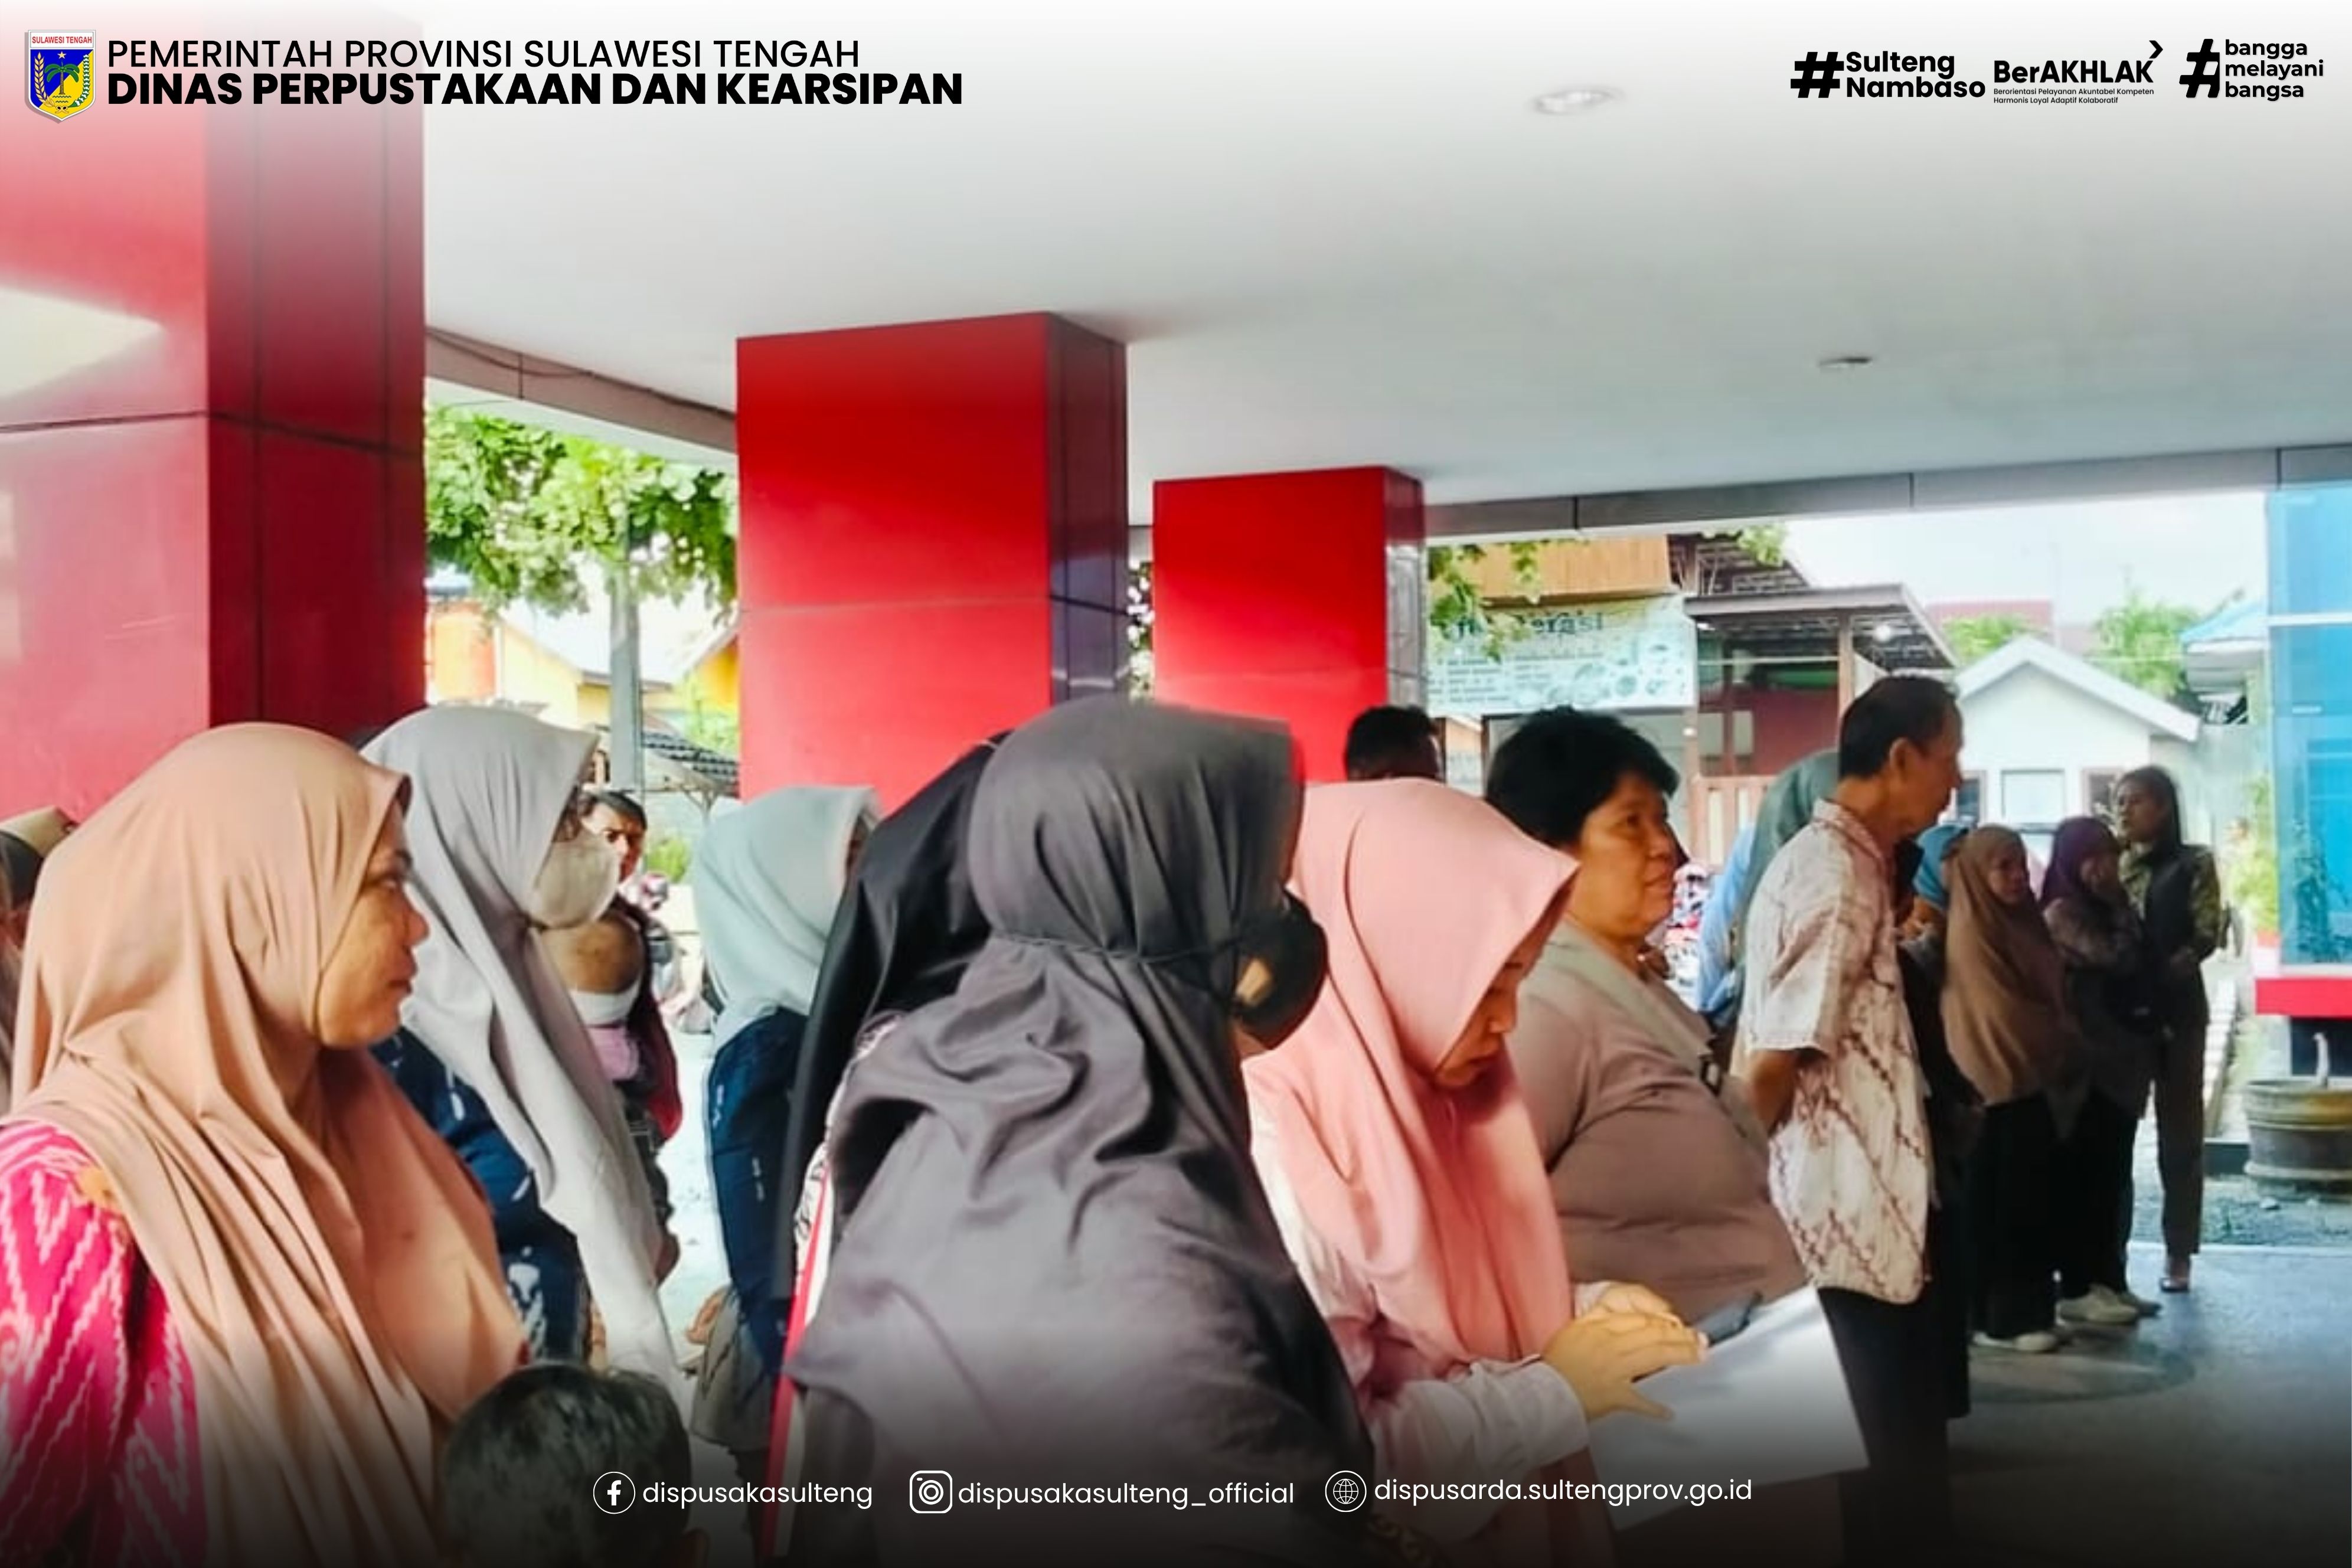 SULAWESI TENGAH
PEMERINTAH PROVINSI SULAWESI TENGAH
DINAS PERPUSTAKAAN DAN KEARSIPAN
#Sulteng
Nambaso
BerAKHLAK
Berorientasi Pelayanan Akuntabel Kompeten
Harmonis Loyal Adaptif Kolaboratif
#bangga
melayani
bangsa
dispusakasulteng
dispusakasulteng_official
dispusarda.sultengprov.go.id